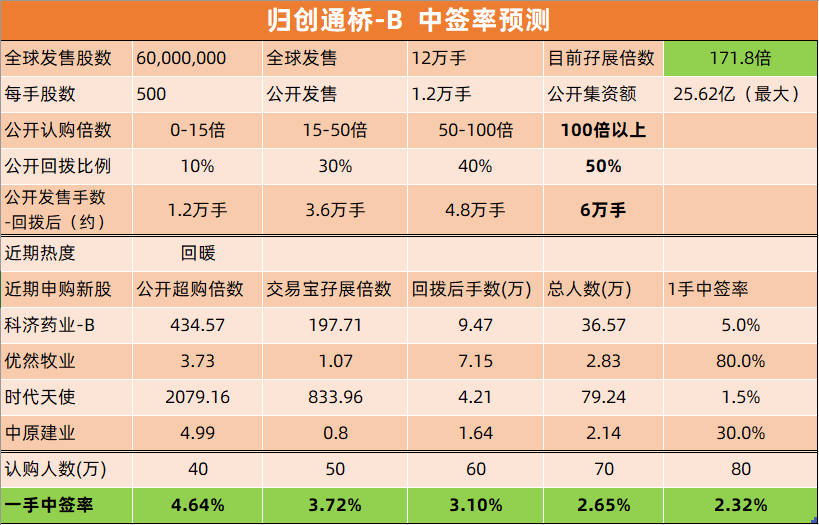 归创通桥-B 中签率预测
全球发售股数 60,000,000 全球发售 12万手 目前孖展倍数 171.8倍
每手股数 500 公开发售 1.2万手 公开集资额 25.62亿（最大）
公开认购倍数 0-15倍 15-50倍 50-100倍 100倍以上
公开回拨比例 10% 30% 40% 50%
公开发售手数
-回拨后（约） 1.2万手 3.6万手 4.8万手 6万手
近期热度 回暖
近期申购新股 公开超购倍数 交易宝孖展倍数 回拨后手数(万) 总人数(万) 1手中签率
科济药业-B 434.57 197.71 9.47 36.57 5.0%
优然牧业 3.73 1.07 7.15 2.83 80.0%
时代天使 2079.16 833.96 4.21 79.24 1.5%
中原建业 4.99 0.8 1.64 2.14 30.0%
认购人数(万) 40 50 60 70 80
一手中签率 4.64% 3.72% 3.10% 2.65% 2.32%